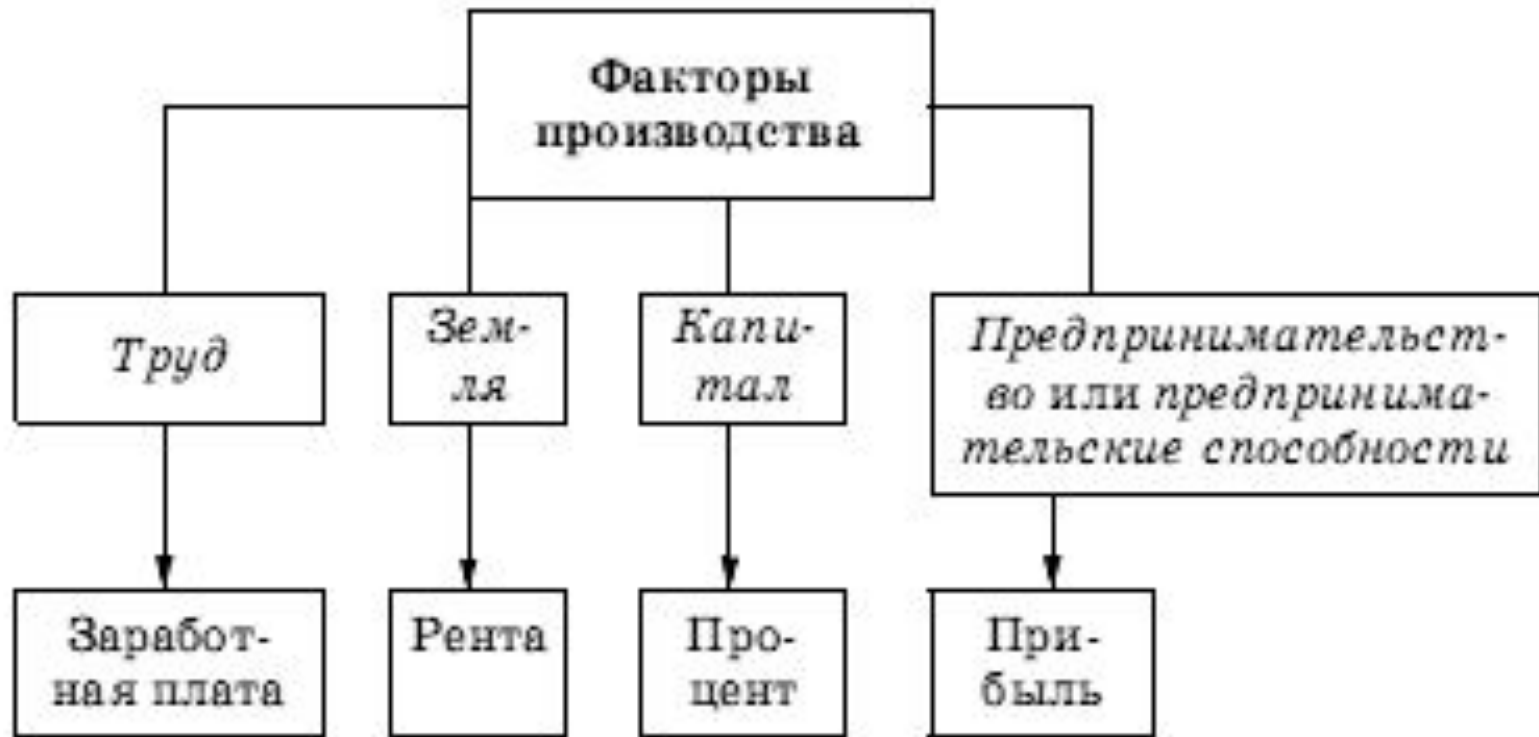 Факторы
производства
Труд
Зем-
ля
Капи-
тал
Предпринимательст-
во или предпринима-
тельские способности
Заработ-
ная плата
Рента
Про-
цент
При-
быль